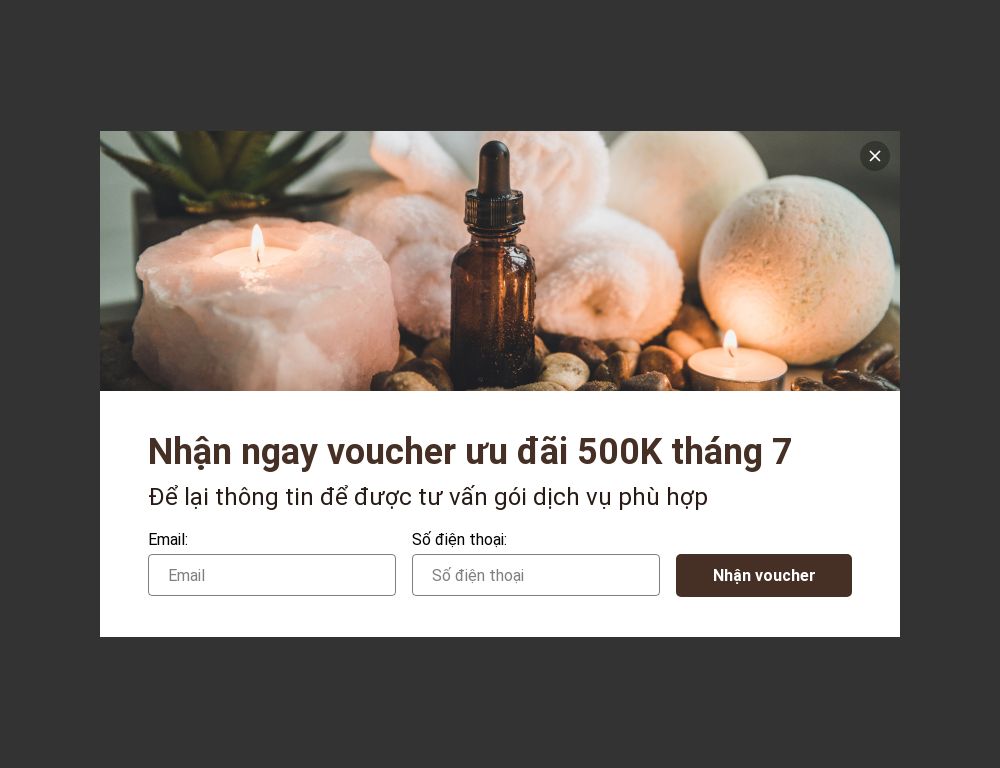 Nhận ngay voucher ưu đãi 500K tháng 7
Để lại thông tin để được tư vấn gói dịch vụ phù hợp
Email:
Số điện thoại:
Email
Số điện thoại
Nhận voucher